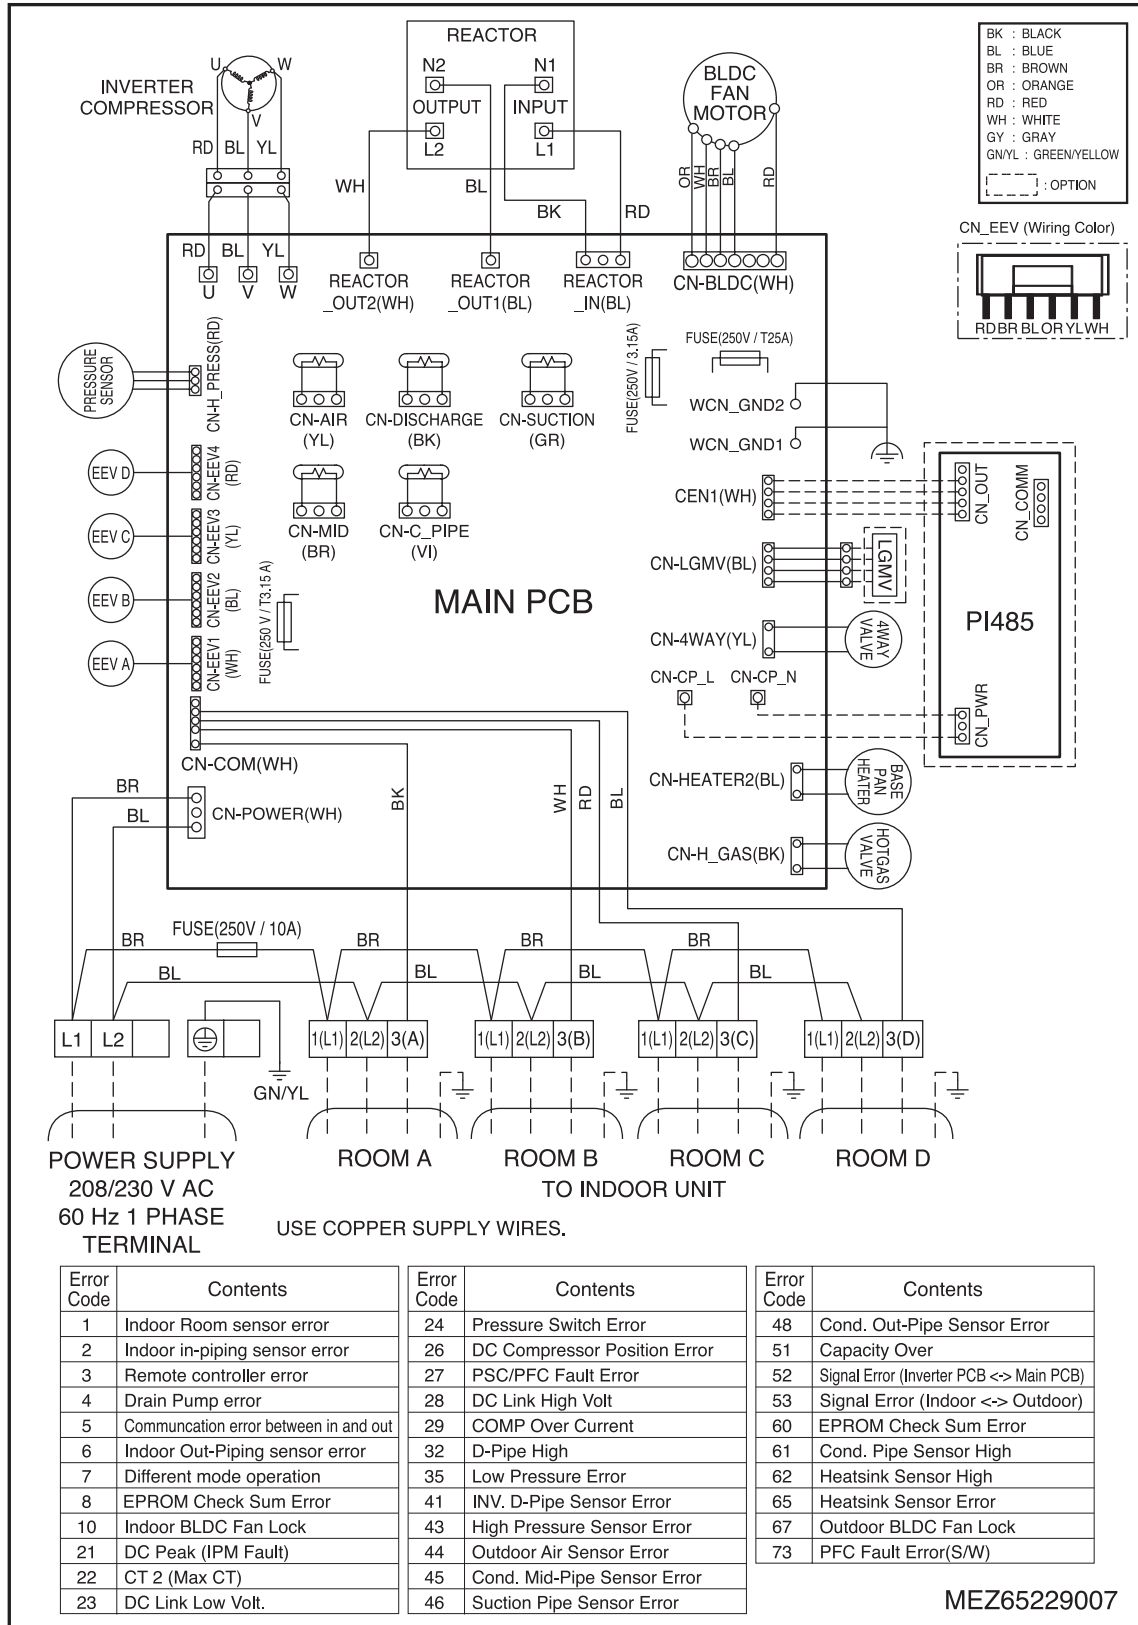 REACTOR
N2 N1
OUTPUT INPUT
L2 L1
INVERTER
COMPRESSOR
U W
V
RD BL YL
BLDC
FAN
MOTOR
BK : BLACK
BL : BLUE
BR : BROWN
OR : ORANGE
RD : RED
WH : WHITE
GY : GRAY
GN/YL : GREEN/YELLOW
: OPTION
CN_EEV (Wiring Color)
RD BR BL OR YL WH
WH BL BK RD
OR WH BR BL RD
RD BL YL
U V W
REACTOR
_OUT2(WH)
REACTOR
_OUT1(BL)
REACTOR
_IN(BL)
CN-BLDC(WH)
PRESSURE
SENSOR
CN-H_PRESS(RD)
CN-AIR
(YL)
CN-DISCHARGE
(BK)
CN-SUCTION
(GR)
FUSE(250V / 3.15A)
FUSE(250V / T25A)
WCN_GND2
WCN_GND1
EEV D
CN-EEV4
(RD)
EEV C
CN-EEV3
(YL)
EEV B
CN-EEV2
(BL)
EEV A
CN-EEV1
(WH)
CN-MID
(BR)
CN-C_PIPE
(VI)
FUSE(250 V / T3.15 A)
MAIN PCB
CEN1(WH)
CN_OUT
CN_COMM
CN-LGMV(BL)
LGMV
PI485
CN-4WAY(YL)
4WAY
VALVE
CN-CP_L CN-CP_N
CN_PWR
CN-COM(WH)
CN-HEATER2(BL)
BASE
PAN
HEATER
BR
BL
CN-POWER(WH)
BK WH RD BL
CN-H_GAS(BK)
HOTGAS
VALVE
FUSE(250V / 10A)
BR BR BR BR
BL BL BL BL
L1 L2
GN/YL
1(L1) 2(L2) 3(A)
1(L1) 2(L2) 3(B)
1(L1) 2(L2) 3(C)
1(L1) 2(L2) 3(D)
POWER SUPPLY
208/230 V AC
60 Hz 1 PHASE
TERMINAL
ROOM A ROOM B ROOM C ROOM D
TO INDOOR UNIT
USE COPPER SUPPLY WIRES.
Error Code Contents
1 Indoor Room sensor error
2 Indoor in-piping sensor error
3 Remote controller error
4 Drain Pump error
5 Communcation error between in and out
6 Indoor Out-Piping sensor error
7 Different mode operation
8 EPROM Check Sum Error
10 Indoor BLDC Fan Lock
21 DC Peak (IPM Fault)
22 CT 2 (Max CT)
23 DC Link Low Volt.
Error Code Contents
24 Pressure Switch Error
26 DC Compressor Position Error
27 PSC/PFC Fault Error
28 DC Link High Volt
29 COMP Over Current
32 D-Pipe High
35 Low Pressure Error
41 INV. D-Pipe Sensor Error
43 High Pressure Sensor Error
44 Outdoor Air Sensor Error
45 Cond. Mid-Pipe Sensor Error
46 Suction Pipe Sensor Error
Error Code Contents
48 Cond. Out-Pipe Sensor Error
51 Capacity Over
52 Signal Error (Inverter PCB <-> Main PCB)
53 Signal Error (Indoor <-> Outdoor)
60 EPROM Check Sum Error
61 Cond. Pipe Sensor High
62 Heatsink Sensor High
65 Heatsink Sensor Error
67 Outdoor BLDC Fan Lock
73 PFC Fault Error(S/W)
MEZ65229007